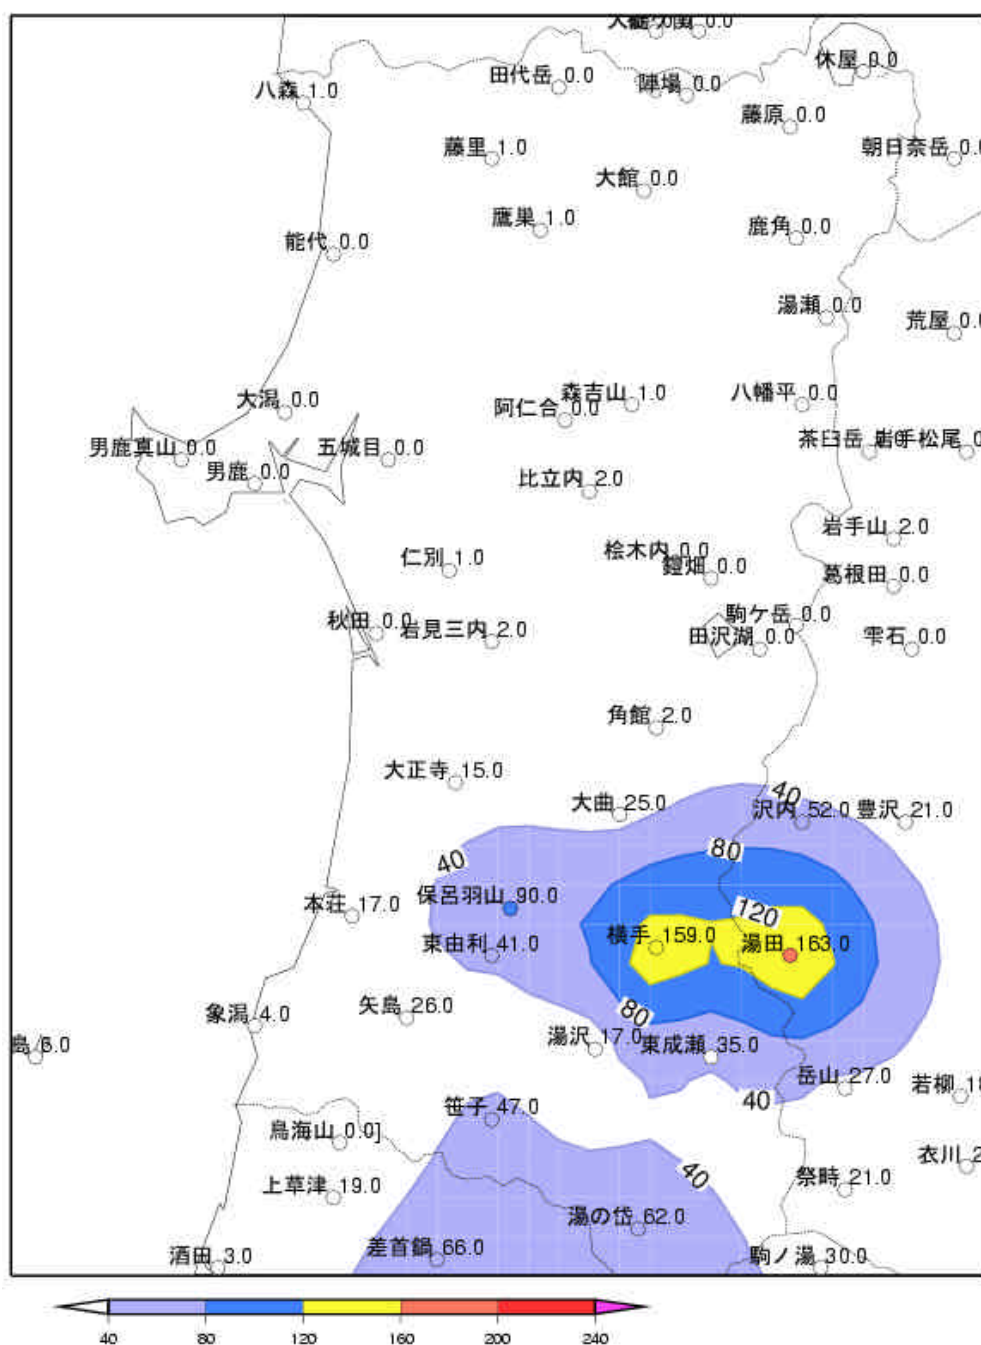 休屋 0.0
田代岳 0.0
陣場 0.0
八森 1.0
藤原 0.0
藤里 1.0
朝日奈岳 0.0
大館 0.0
鷹巣 1.0
鹿角 0.0
能代 0.0
湯瀬 0.0
荒屋 0.0
森吉山 1.0
八幡平 0.0
大潟 0.0
阿仁合 0.0
男鹿真山 0.0
五城目 0.0
茶臼岳
岩手松尾 0
男鹿 0.0
比立内 2.0
岩手山 2.0
仁別 1.0
桧木内 0.0
鎧畑 0.0
葛根田 0.0
秋田 0.0
岩見三内 2.0
駒ケ岳 0.0
田沢湖 0.0
雫石 0.0
角館 2.0
大正寺 15.0
大曲 25.0
40
沢内 52.0
豊沢 21.0
80
40
保呂羽山 90.0
本荘 17.0
120
横手 159.0
湯田 163.0
東由利 41.0
矢島 26.0
象潟 4.0
80
島 6.0
湯沢 17.0
東成瀬 35.0
岳山 27.0
若柳 18
40
笹子 47.0
鳥海山 0.0]
衣川 2
40
上草津 19.0
祭畤 21.0
湯の岱 62.0
酒田 3.0
差首鍋 66.0
駒ノ湯 30.0
40 80 120 160 200 240